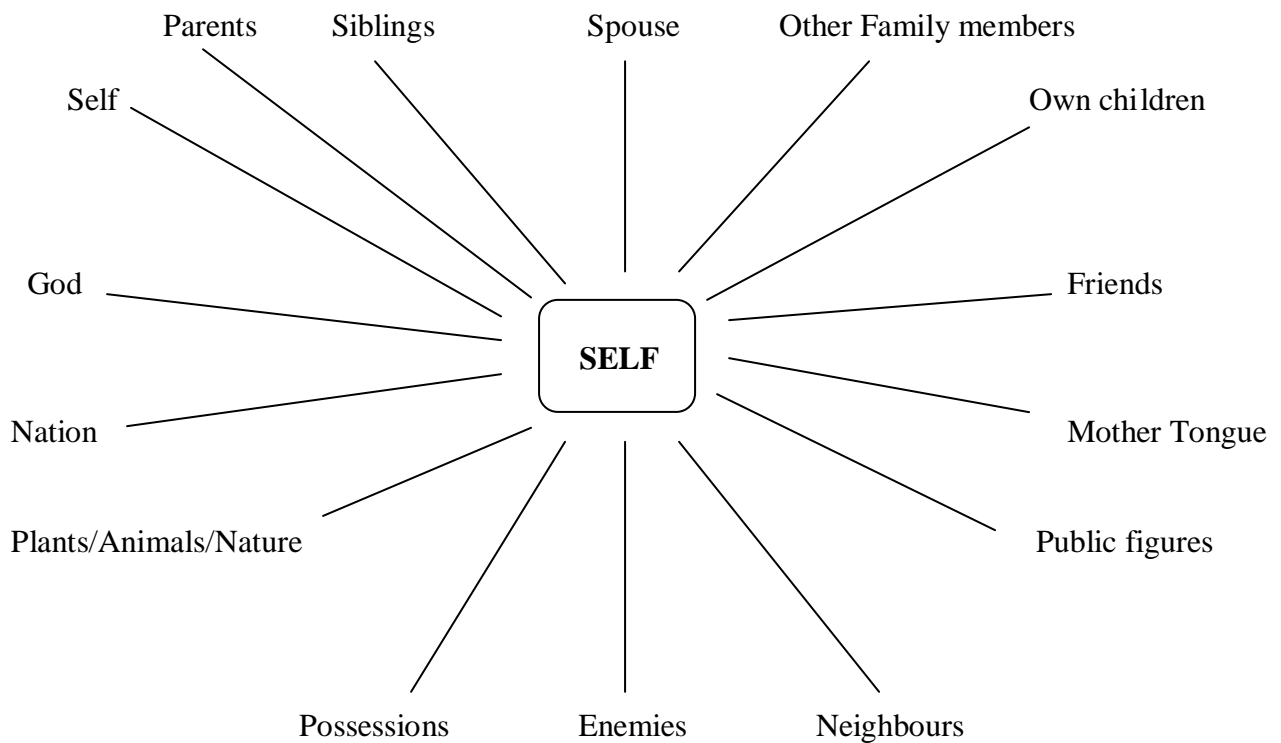 Parents
Siblings
Spouse
Other Family members
Self
Own children
God
Friends
SELF
Nation
Mother Tongue
Plants/Animals/Nature
Public figures
Possessions
Enemies
Neighbours